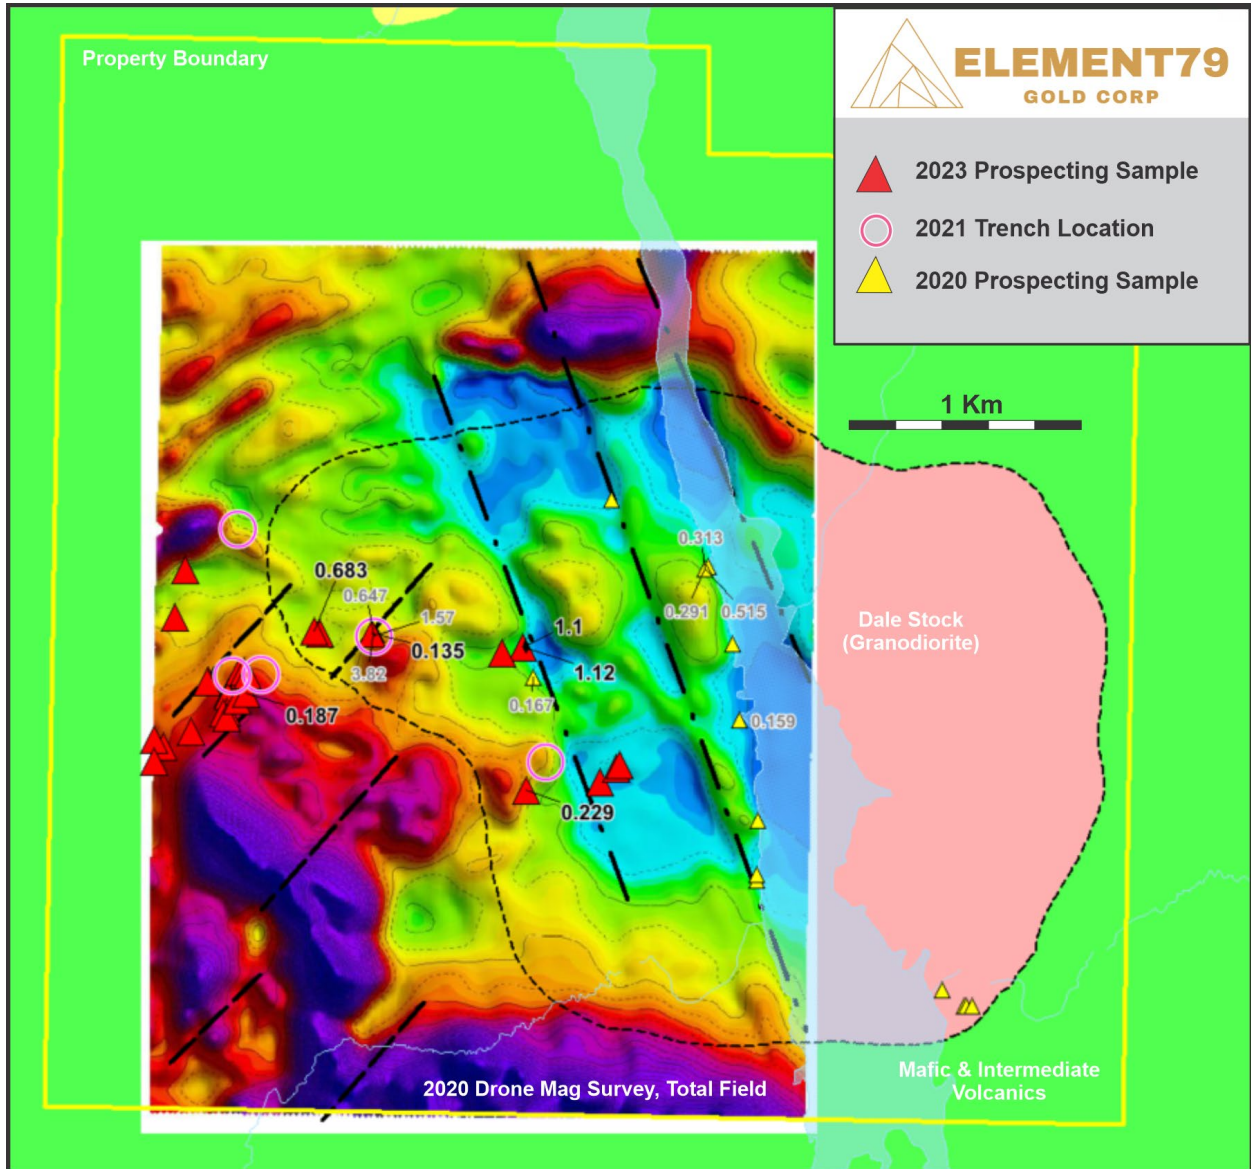 Property Boundary
ELEMENT79
GOLD CORP
2023 Prospecting Sample
2021 Trench Location
2020 Prospecting Sample
1 Km
0.313
0.683
0.647
0.291
0.515
1.57
1.1
0.135
Dale Stock
(Granodiorite)
3.82
1.12
0.167
0.187
0.159
0.229
2020 Drone Mag Survey, Total Field
Mafic & Intermediate
Volcanics